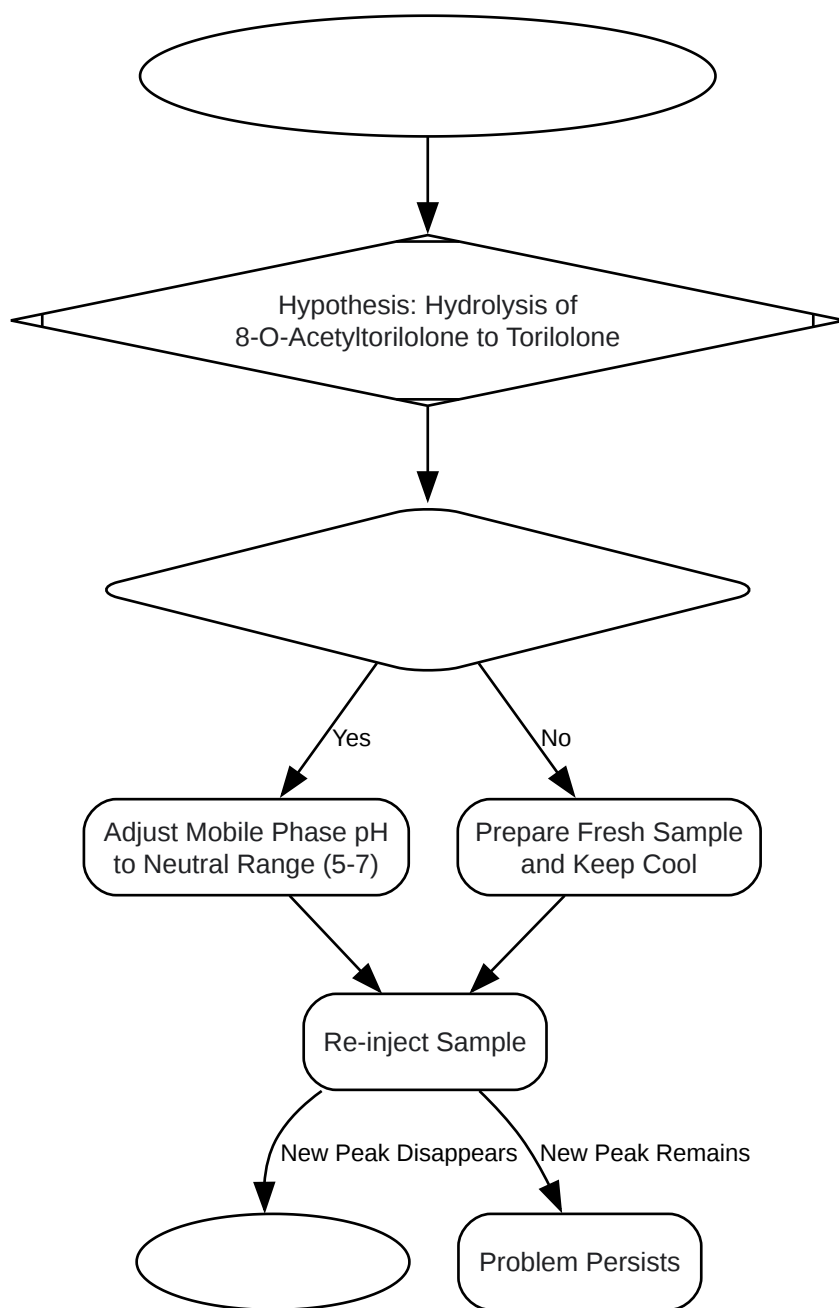 Hypothesis: Hydrolysis of
8-O-Acetyltorilolone to Torilolone
Yes
No
Adjust Mobile Phase pH
to Neutral Range (5-7)
Prepare Fresh Sample
and Keep Cool
Re-inject Sample
New Peak Disappears
New Peak Remains
Problem Persists